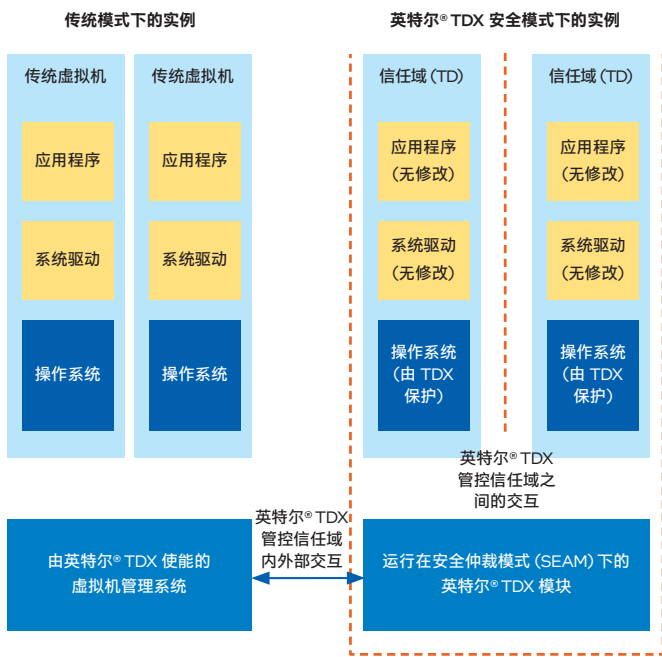 传统模式下的实例
传统虚拟机
应用程序
系统驱动
操作系统
传统虚拟机
应用程序
系统驱动
操作系统
由英特尔® TDX 使能的
虚拟机管理系统
英特尔® TDX
管控信任域
内外部交互
英特尔® TDX 安全模式下的实例
信任域 (TD)
应用程序
(无修改)
系统驱动
(无修改)
操作系统
(由 TDX
保护)
信任域 (TD)
应用程序
(无修改)
系统驱动
(无修改)
操作系统
(由 TDX
保护)
英特尔® TDX
管控信任域之
间的交互
运行在安全仲裁模式 (SEAM) 下的
英特尔® TDX 模块